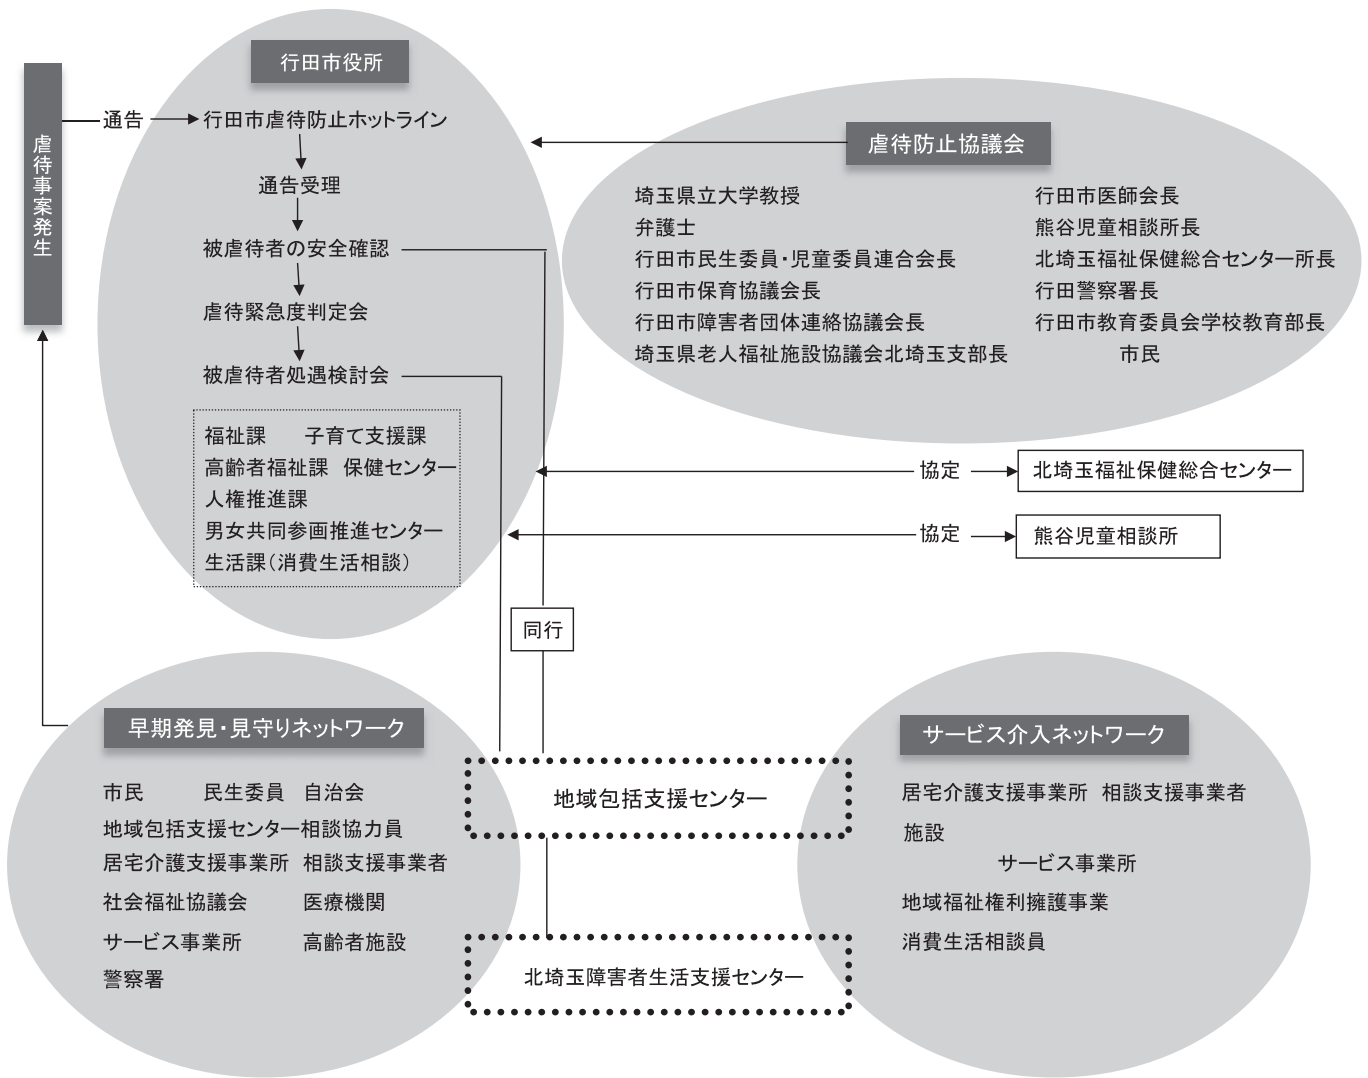 虐待事案発生
通告
行田市役所
行田市虐待防止ホットライン
通告受理
被虐待者の安全確認
虐待緊急度判定会
被虐待者処遇検討会
福祉課 子育て支援課
高齢者福祉課 保健センター
人権推進課
男女共同参画推進センター
生活課(消費生活相談)
虐待防止協議会
埼玉県立大学教授
弁護士
行田市民生委員・児童委員連合会長
行田市保育協議会長
行田市障害者団体連絡協議会長
埼玉県老人福祉施設協議会北埼玉支部長
行田市医師会長
熊谷児童相談所長
北埼玉福祉保健総合センター所長
行田警察署長
行田市教育委員会学校教育部長
市民
協定
北埼玉福祉保健総合センター
協定
熊谷児童相談所
同行
早期発見・見守りネットワーク
市民 民生委員 自治会
地域包括支援センター相談協力員
居宅介護支援事業所 相談支援事業者
社会福祉協議会 医療機関
サービス事業所 高齢者施設
警察署
地域包括支援センター
北埼玉障害者生活支援センター
サービス介入ネットワーク
居宅介護支援事業所 相談支援事業者
施設
サービス事業所
地域福祉権利擁護事業
消費生活相談員